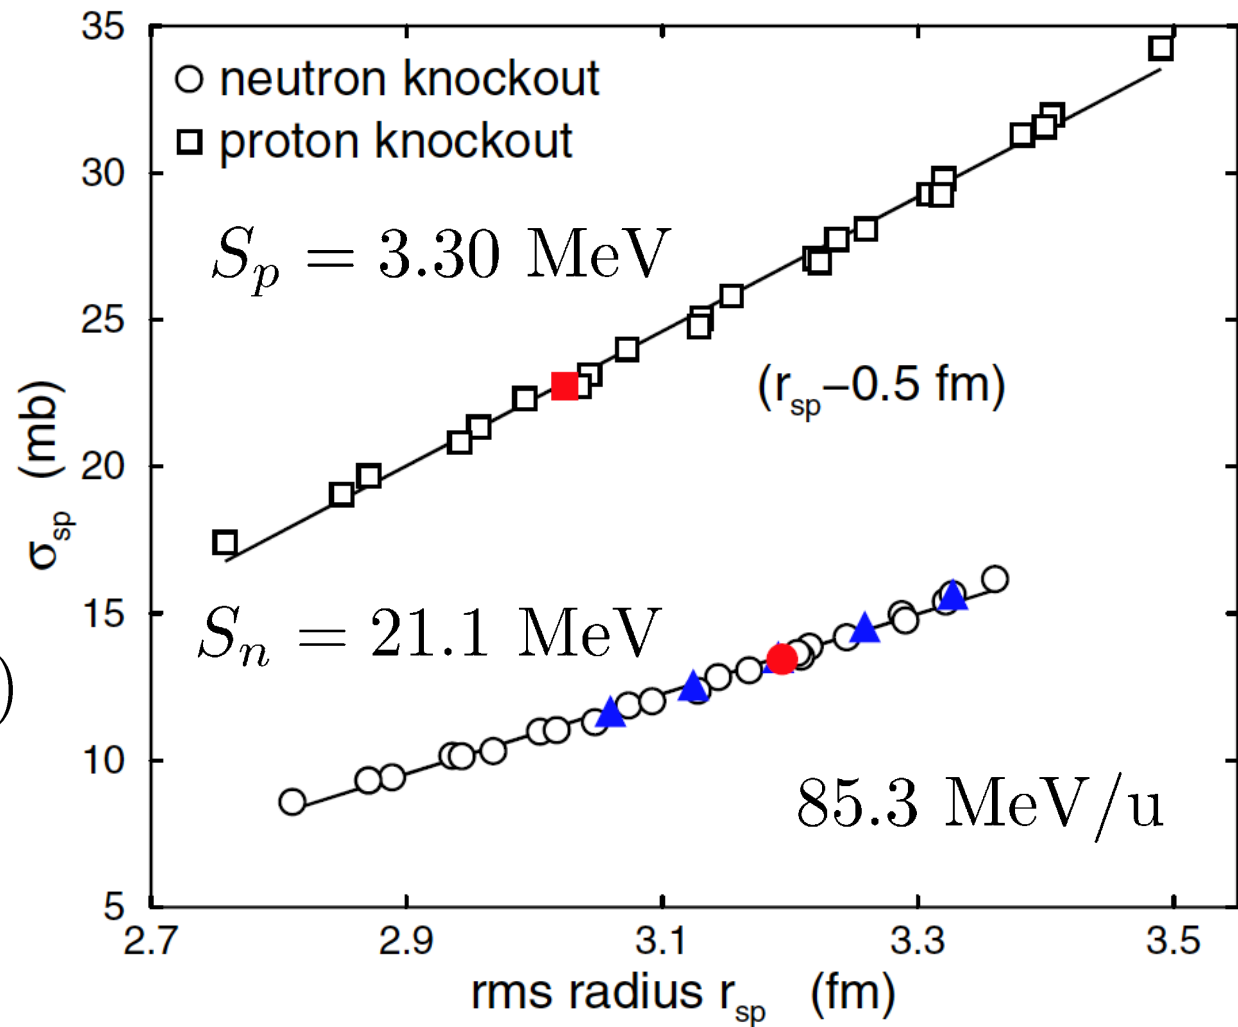 neutron knockout
proton knockout
S_p = 3.30 MeV
(r_sp−0.5 fm)
S_n = 21.1 MeV
)
85.3 MeV/u
σ_sp (mb)
35
30
25
20
15
10
5
2.7 2.9 3.1 3.3 3.5
rms radius r_sp (fm)